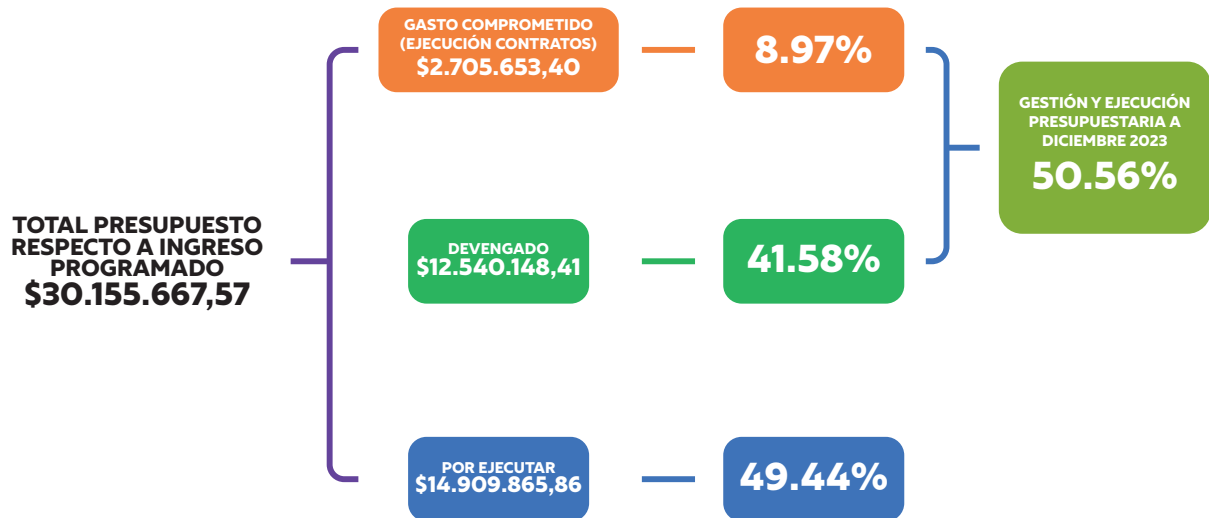 TOTAL PRESUPUESTO
RESPECTO A INGRESO
PROGRAMADO
$30.155.667,57
GASTO COMPROMETIDO
(EJECUCIÓN CONTRATOS)
$2.705.653,40
8.97%
DEVENGADO
$12.540.148,41
41.58%
POR EJECUTAR
$14.909.865,86
49.44%
GESTIÓN Y EJECUCIÓN
PRESUPUESTARIA A
DICIEMBRE 2023
50.56%